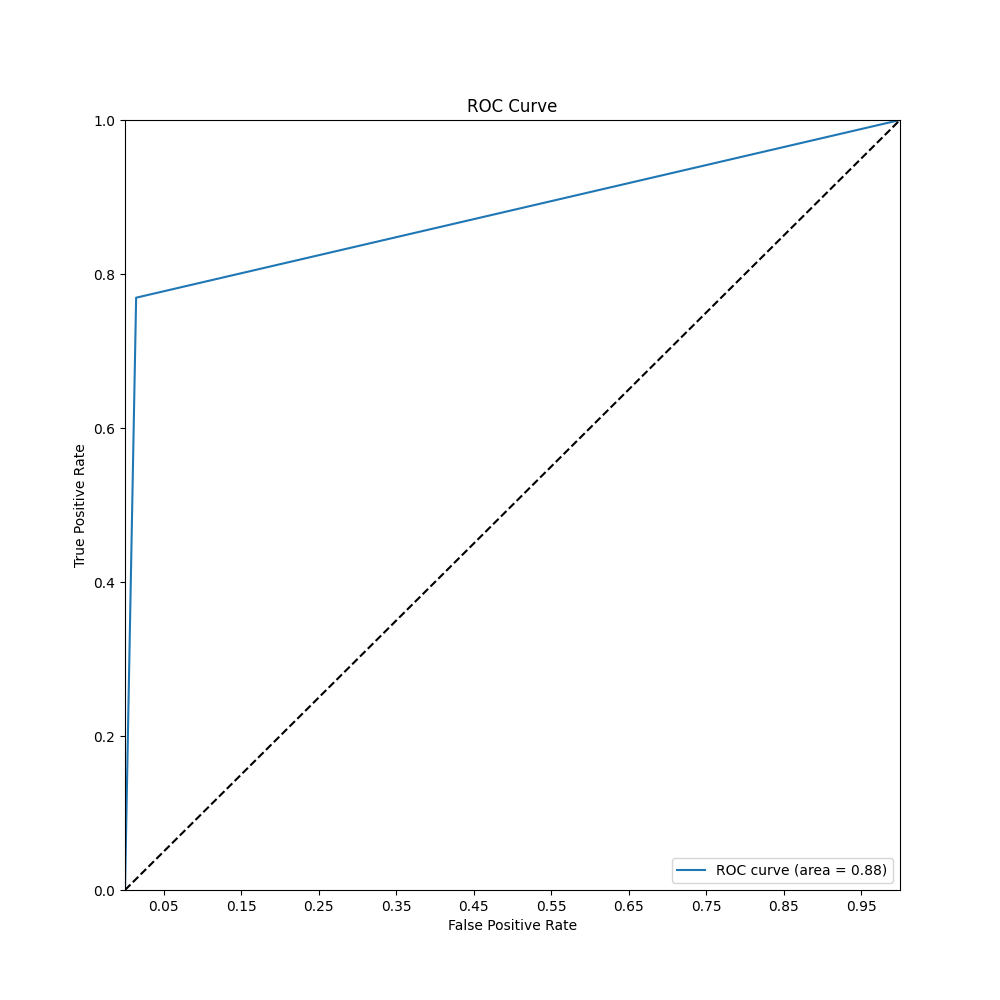 ROC Curve
1.0
0.8
0.6
0.4
0.2
0.0
True Positive Rate
ROC curve (area = 0.88)
0.05 0.15 0.25 0.35 0.45 0.55 0.65 0.75 0.85 0.95
False Positive Rate